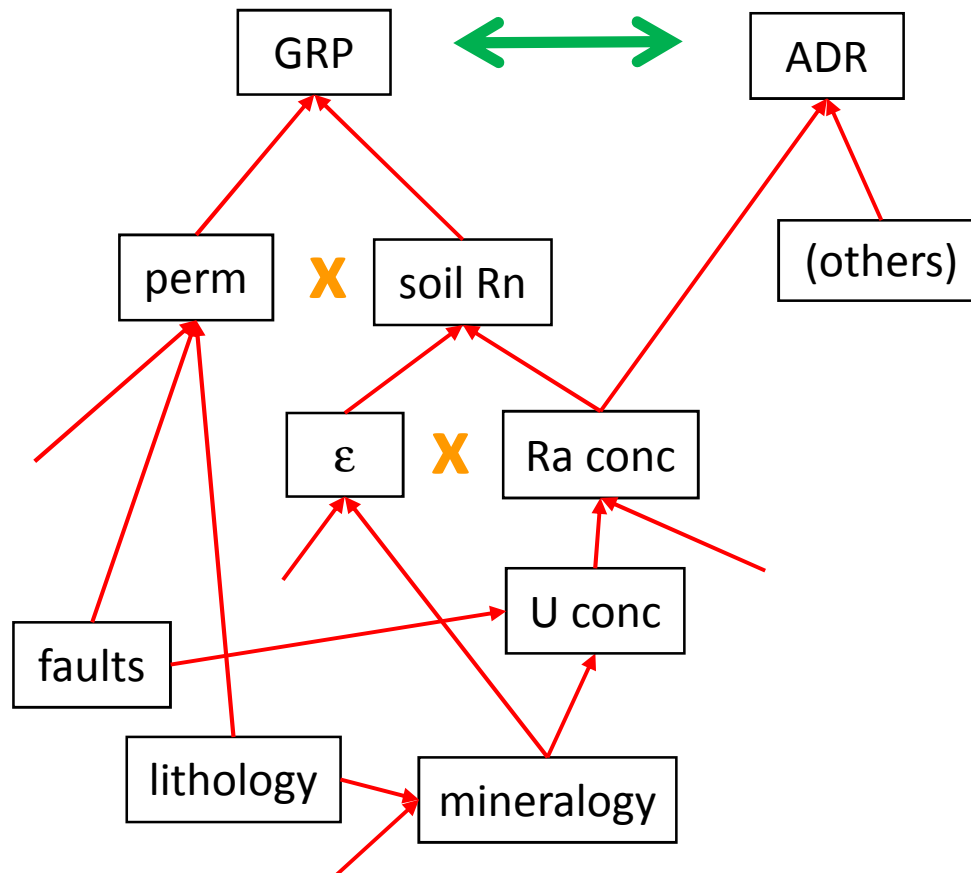 GRP
ADR
perm
X
soil Rn
(others)
ε
X
Ra conc
U conc
faults
lithology
mineralogy